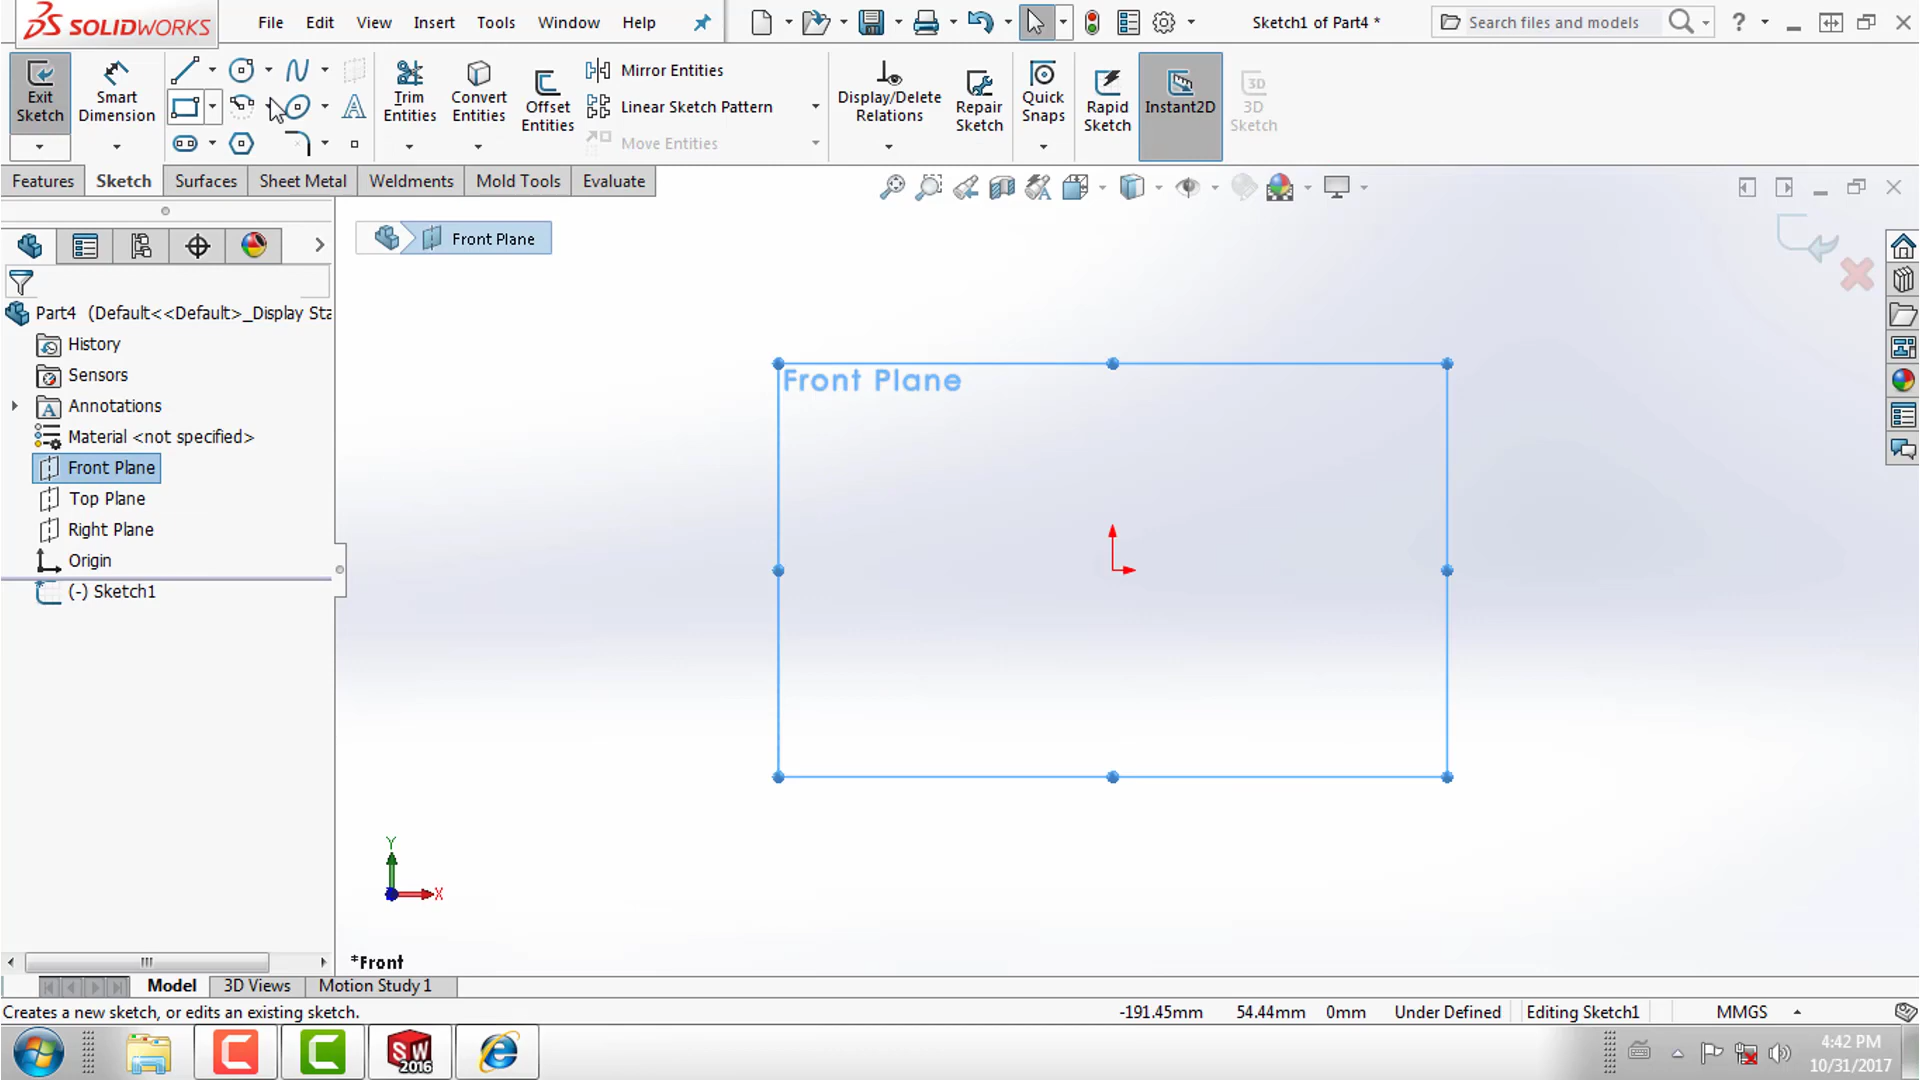 SOLIDWORKS File Edit View Insert Tools Window Help Sketch1 of Part4 * Search files and models ?
Exit Sketch
Smart Dimension
Trim Entities
Convert Entities
Offset Entities
Mirror Entities
Linear Sketch Pattern
Move Entities
Display/Delete Relations
Repair Sketch
Quick Snaps
Rapid Sketch
Instant2D
3D Sketch
Features Sketch Surfaces Sheet Metal Weldments Mold Tools Evaluate
Front Plane
Part4 (Default<<Default>_Display Sta
History
Sensors
Annotations
Material <not specified>
Front Plane
Top Plane
Right Plane
Origin
(-) Sketch1
Front Plane
Y
X
*Front
Model 3D Views Motion Study 1
Creates a new sketch, or edits an existing sketch. -191.45mm 54.44mm 0mm Under Defined Editing Sketch1 MMGS
SW 2016
4:42 PM
10/31/2017